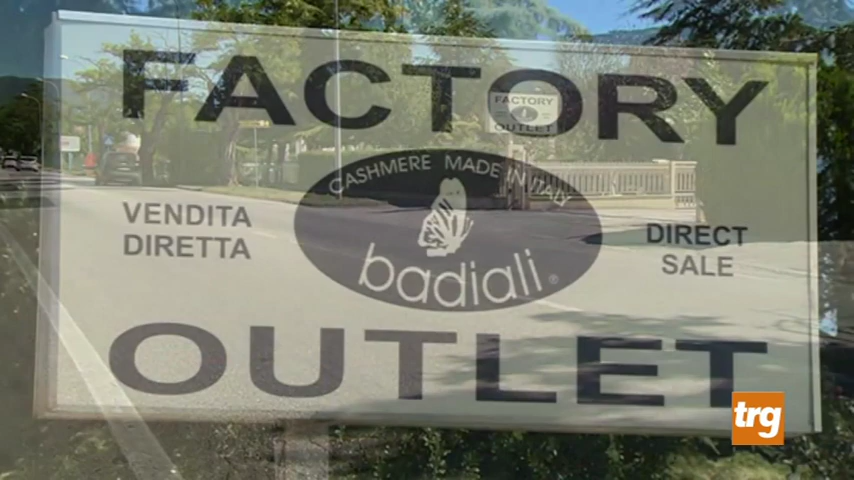 FACTORY
FACTORY
OUTLET
CASHMERE MADE IN ITALY
VENDITA
DIRETTA
badiali®
DIRECT
SALE
OUTLET
trg